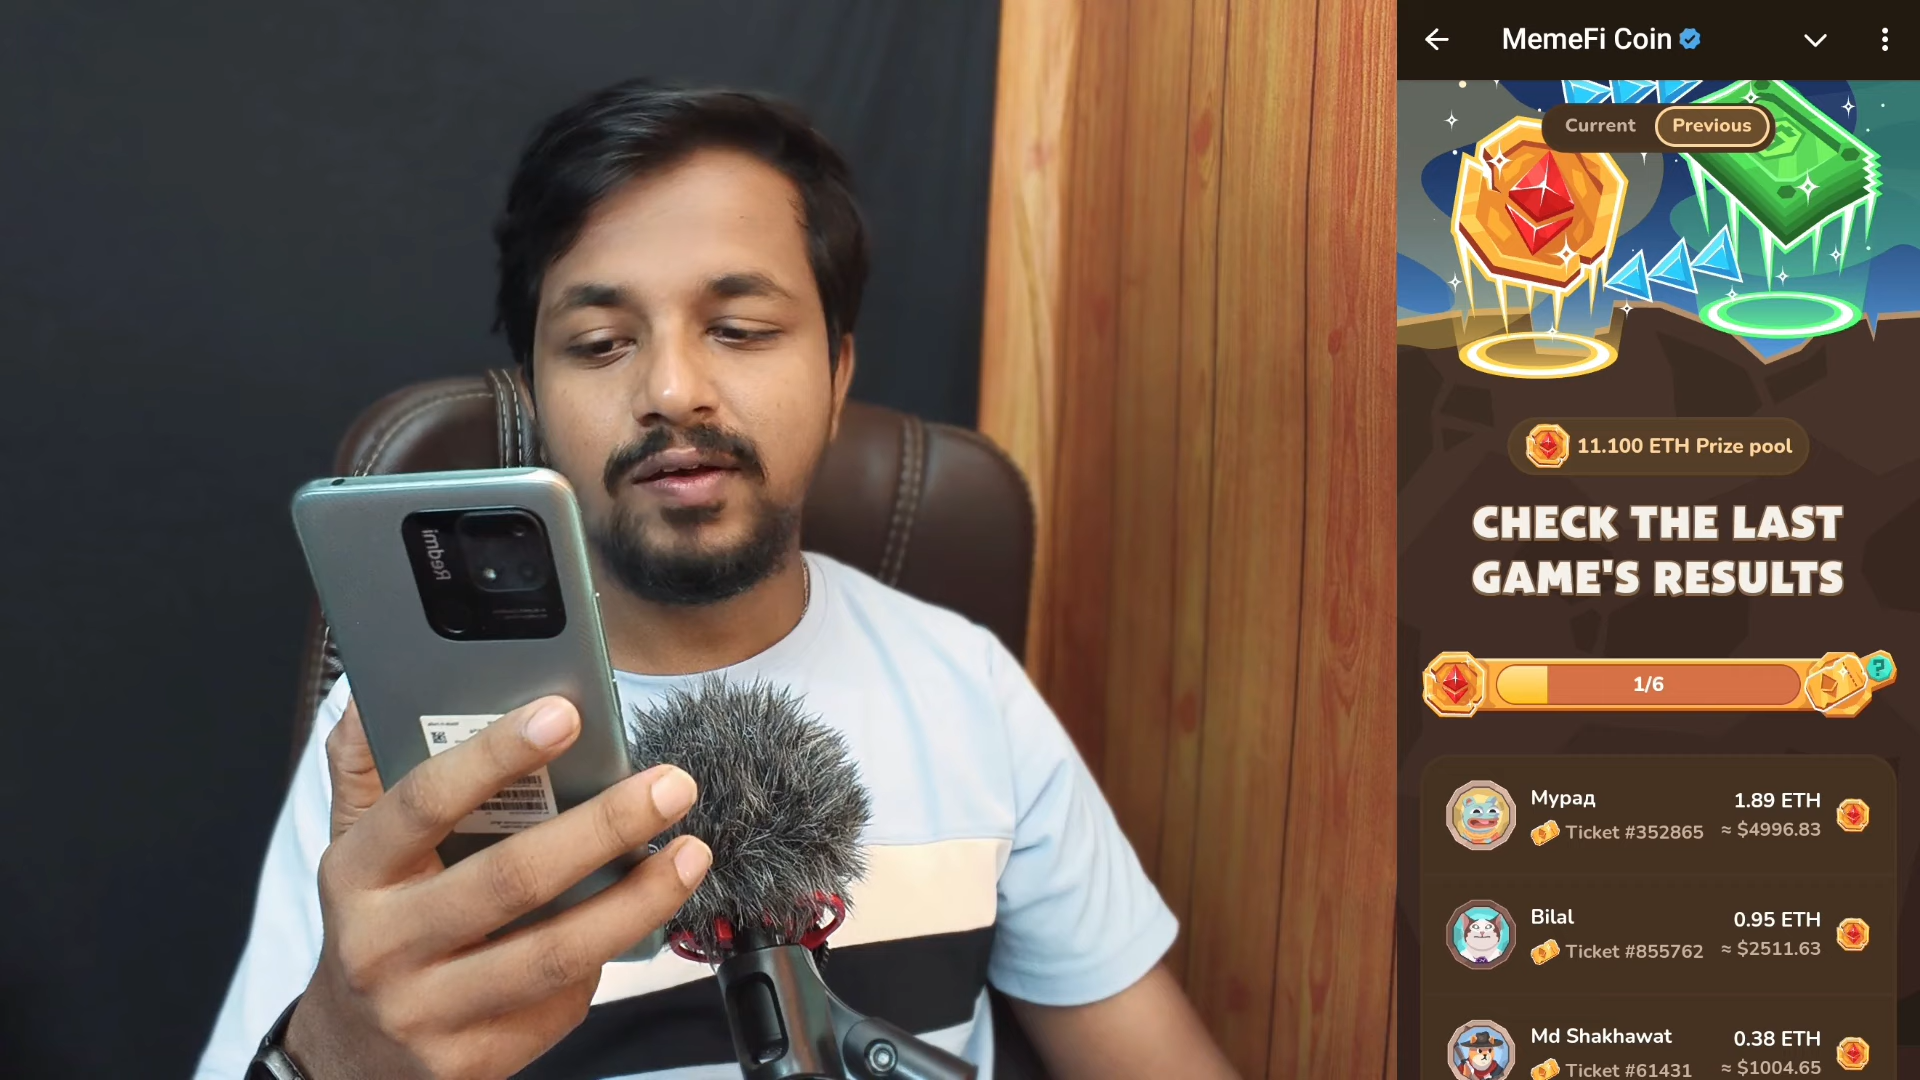 MemeFi Coin
Current
Previous
11.100 ETH Prize pool
CHECK THE LAST
GAME'S RESULTS
1/6
?
Мурад
1.89 ETH
Ticket #352865
≈ $4996.83
Bilal
0.95 ETH
Ticket #855762
≈ $2511.63
Md Shakhawat
0.38 ETH
Ticket #61431
≈ $1004.65
Redmi